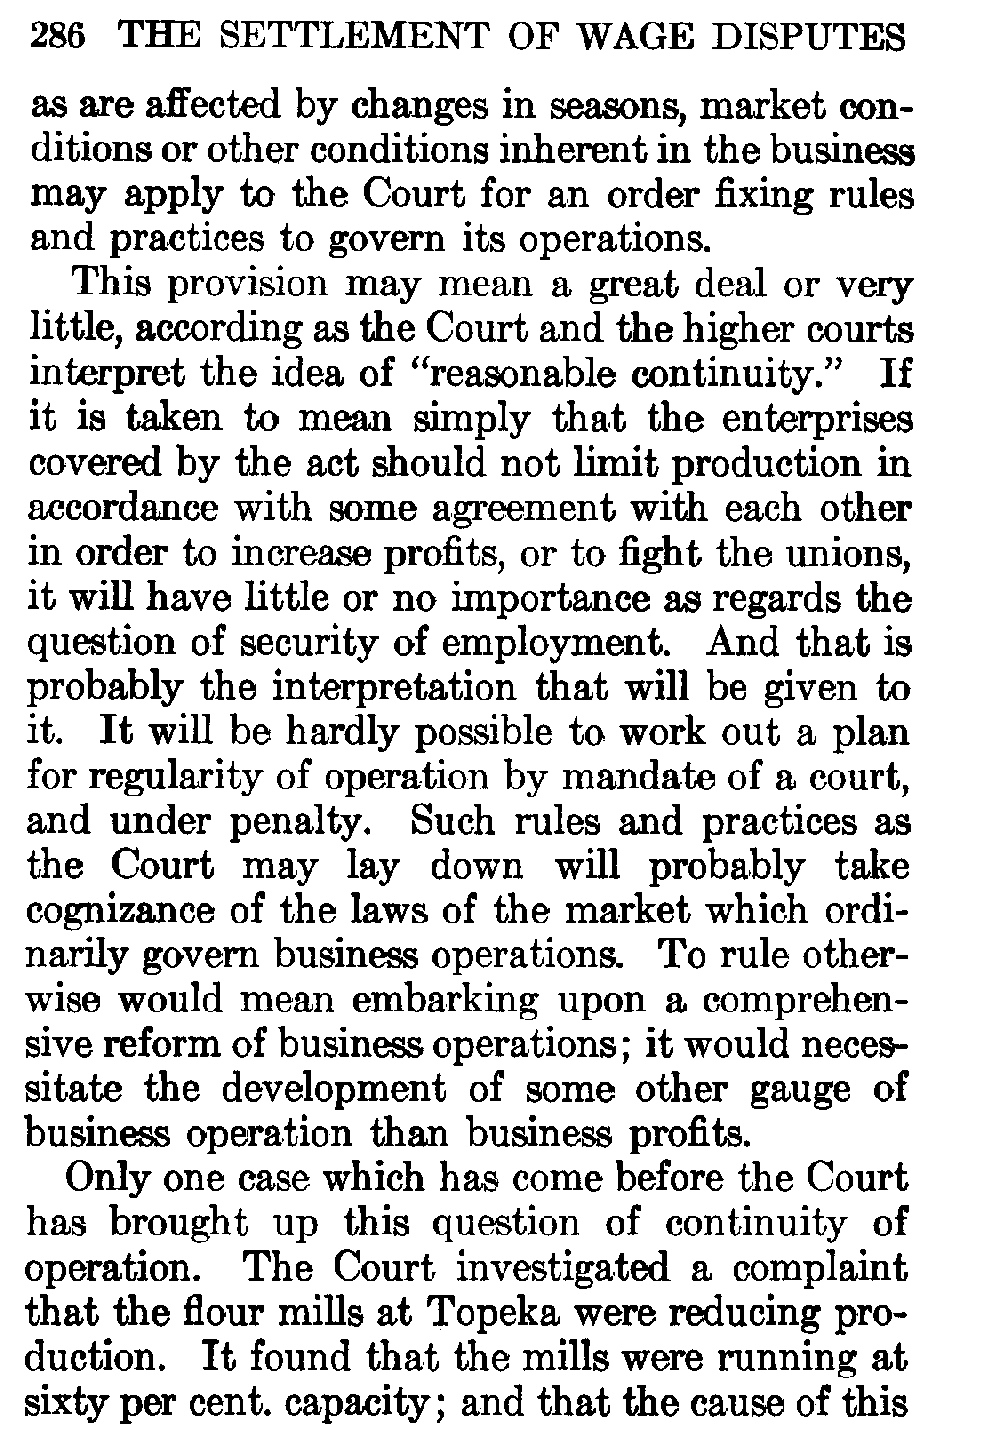 286 THE SETTLEMENT OF WAGE DISPUTES
as are affected by changes in seasons, market con-
ditions or other conditions inherent in the business
may apply to the Court for an order fixing rules
and practices to govern its operations.
This provision may mean a great deal or very
little, according as the Court and the higher courts
interpret the idea of “reasonable continuity.” If
it is taken to mean simply that the enterprises
covered by the act should not limit production in
accordance with some agreement with each other
in order to increase profits, or to fight the unions,
it will have little or no importance as regards the
question of security of employment. And that is
probably the interpretation that will be given to
it. It will be hardly possible to work out a plan
for regularity of operation by mandate of a court,
and under penalty. Such rules and practices as
the Court may lay down will probably take
cognizance of the laws of the market which ordi-
narily govern business operations. To rule other-
wise would mean embarking upon a comprehen-
sive reform of business operations; it would neces-
sitate the development of some other gauge of
business operation than business profits.
Only one case which has come before the Court
has brought up this question of continuity of
operation. The Court investigated a complaint
that the flour mills at Topeka were reducing pro-
duction. It found that the mills were running at
sixty per cent. capacity; and that the cause of this